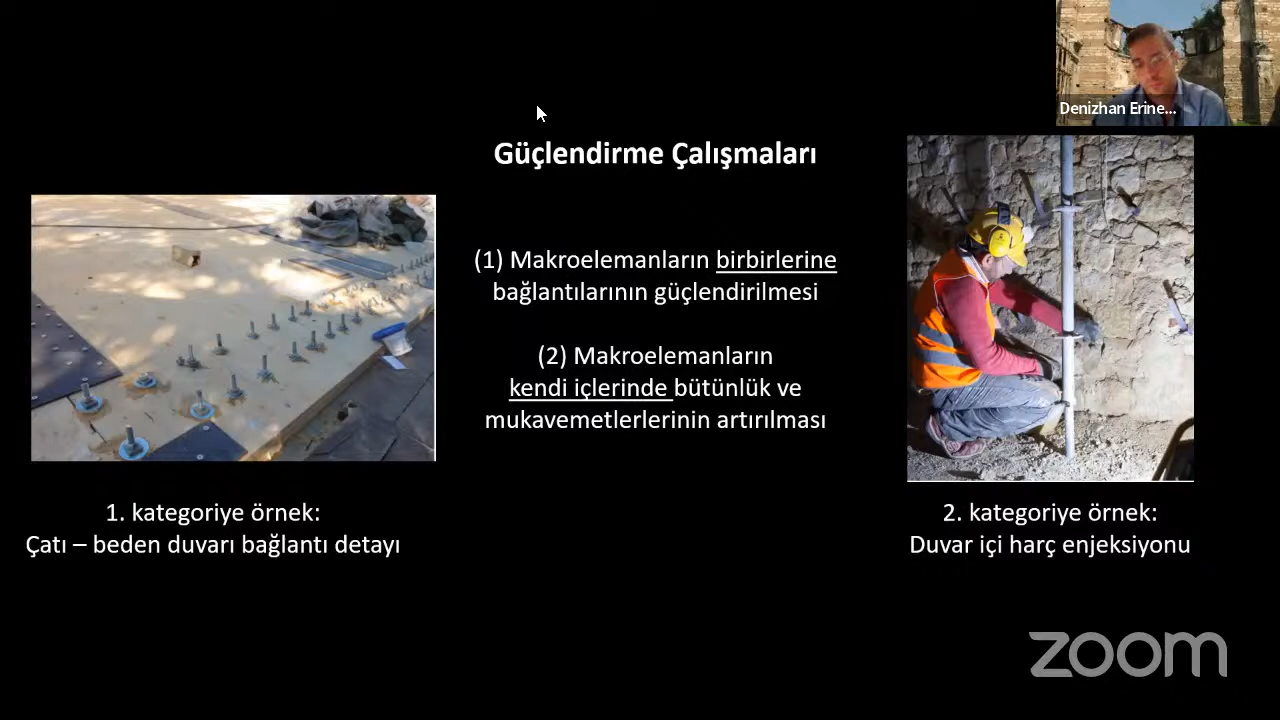 Denizhan Erine...
Güçlendirme Çalışmaları
(1) Makroelemanların birbirlerine
bağlantılarının güçlendirilmesi
(2) Makroelemanların
kendi içlerinde bütünlük ve
mukavemetlerlerinin artırılması
1. kategoriye örnek:
Çatı – beden duvarı bağlantı detayı
2. kategoriye örnek:
Duvar içi harç enjeksiyonu
zoom